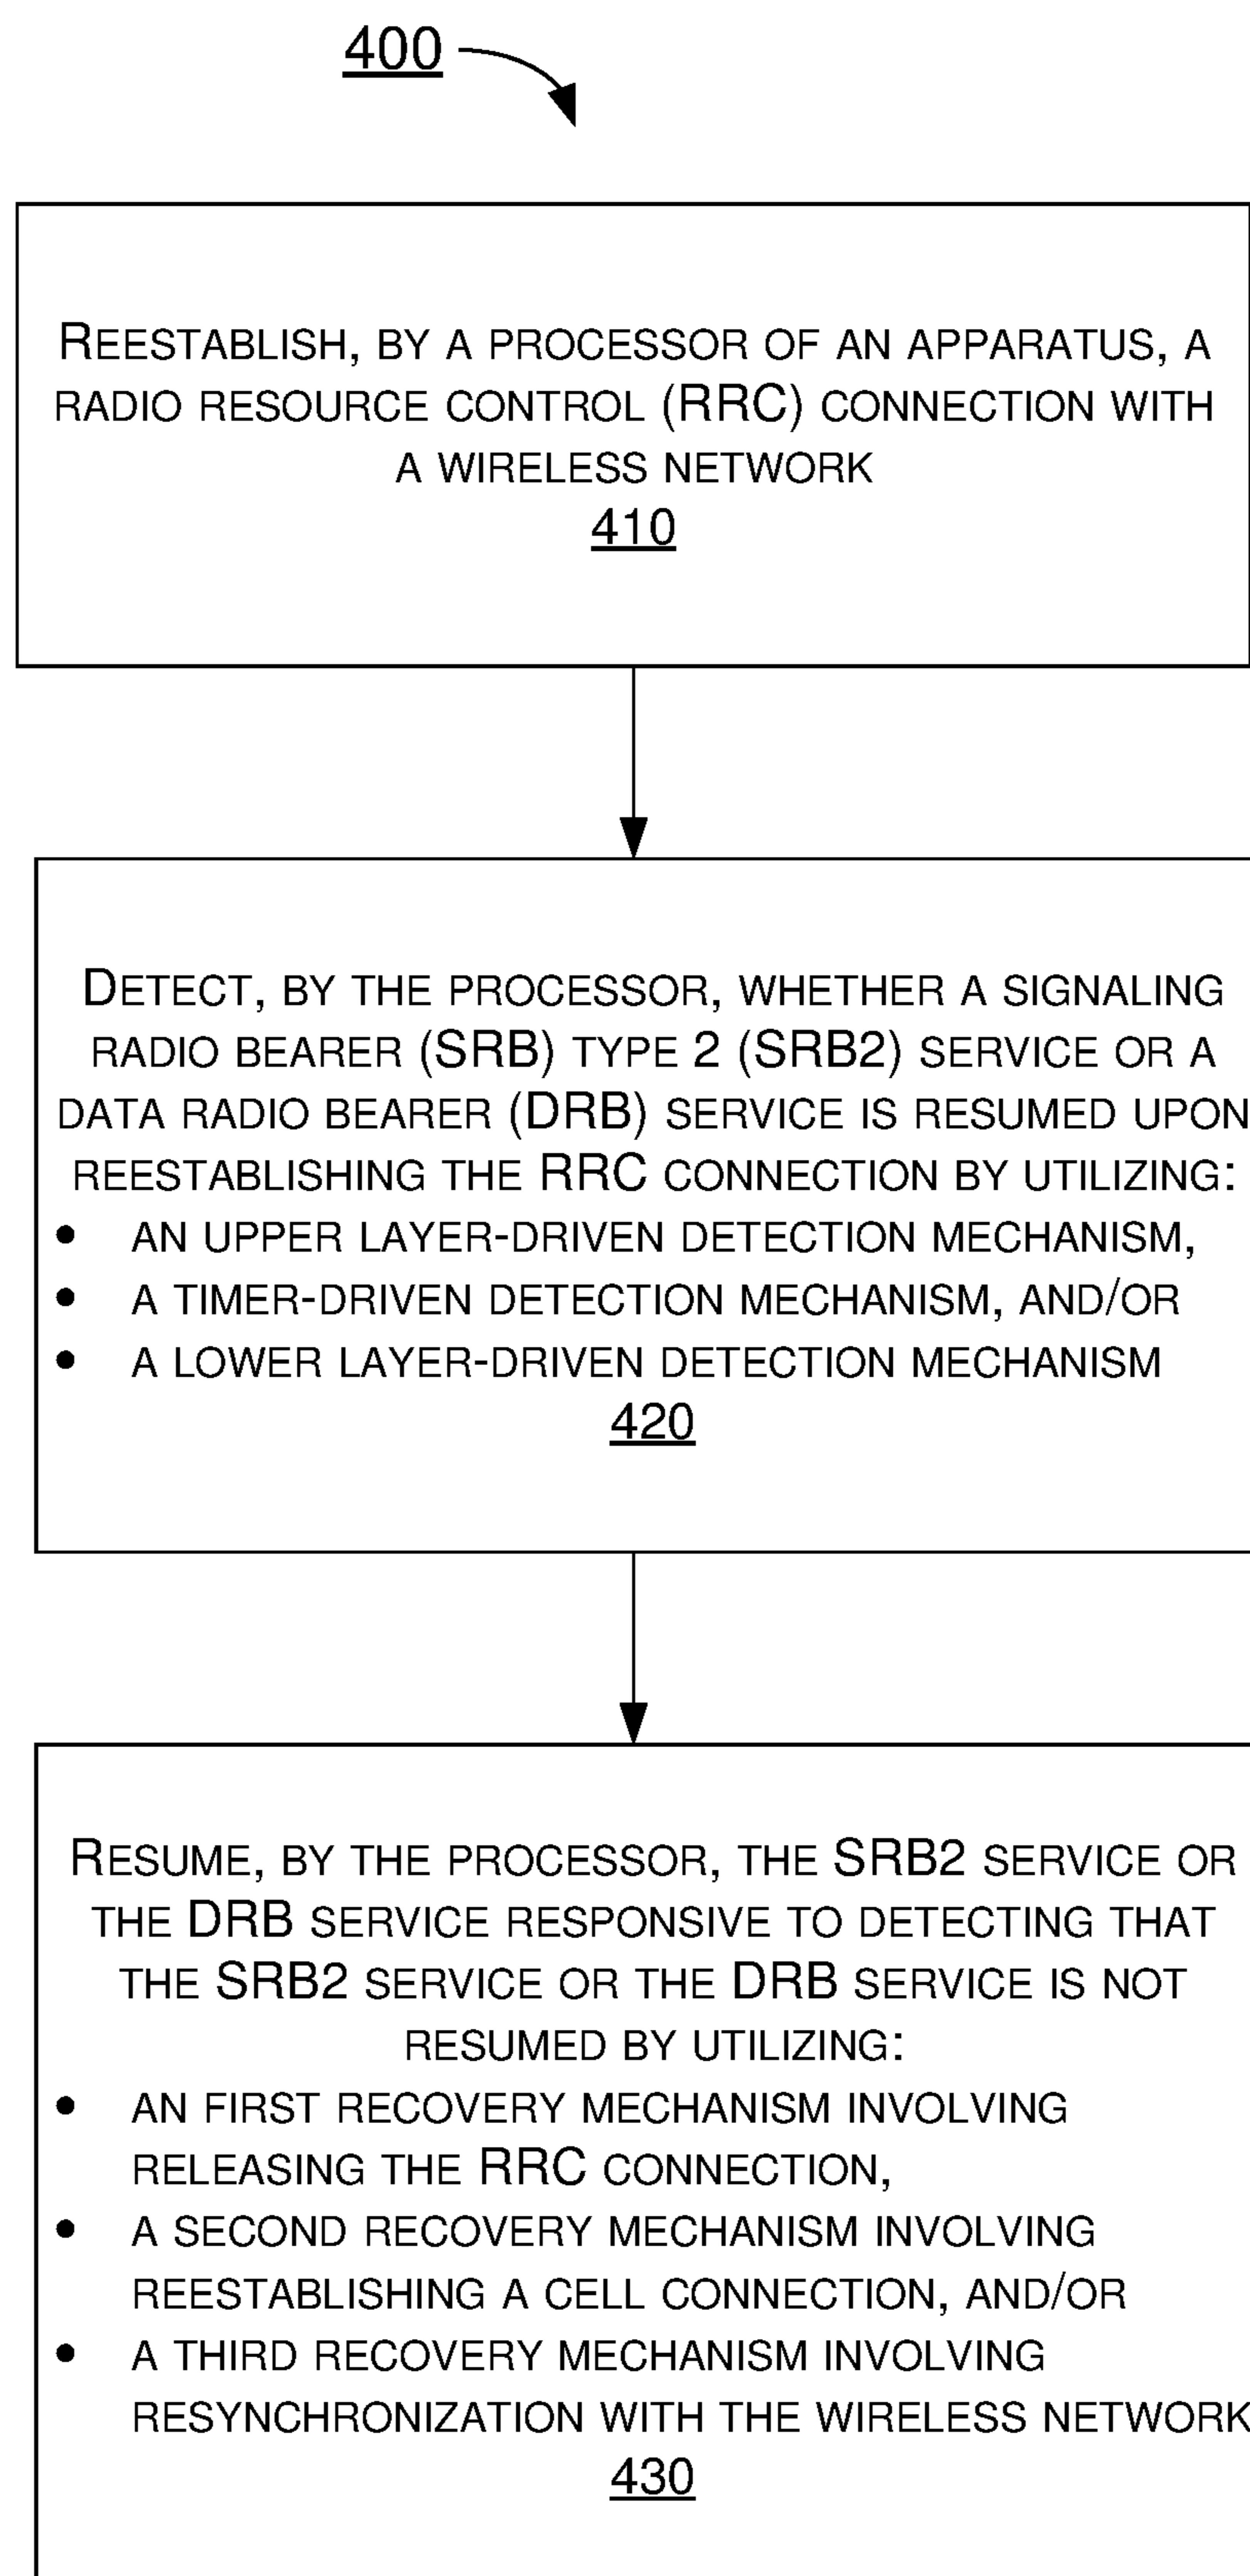 400
REESTABLISH, BY A PROCESSOR OF AN APPARATUS, A
RADIO RESOURCE CONTROL (RRC) CONNECTION WITH
A WIRELESS NETWORK
410
DETECT, BY THE PROCESSOR, WHETHER A SIGNALING
RADIO BEARER (SRB) TYPE 2 (SRB2) SERVICE OR A
DATA RADIO BEARER (DRB) SERVICE IS RESUMED UPON
REESTABLISHING THE RRC CONNECTION BY UTILIZING:
• AN UPPER LAYER-DRIVEN DETECTION MECHANISM,
• A TIMER-DRIVEN DETECTION MECHANISM, AND/OR
• A LOWER LAYER-DRIVEN DETECTION MECHANISM
420
RESUME, BY THE PROCESSOR, THE SRB2 SERVICE OR
THE DRB SERVICE RESPONSIVE TO DETECTING THAT
THE SRB2 SERVICE OR THE DRB SERVICE IS NOT
RESUMED BY UTILIZING:
• AN FIRST RECOVERY MECHANISM INVOLVING
RELEASING THE RRC CONNECTION,
• A SECOND RECOVERY MECHANISM INVOLVING
REESTABLISHING A CELL CONNECTION, AND/OR
• A THIRD RECOVERY MECHANISM INVOLVING
RESYNCHRONIZATION WITH THE WIRELESS NETWORK
430